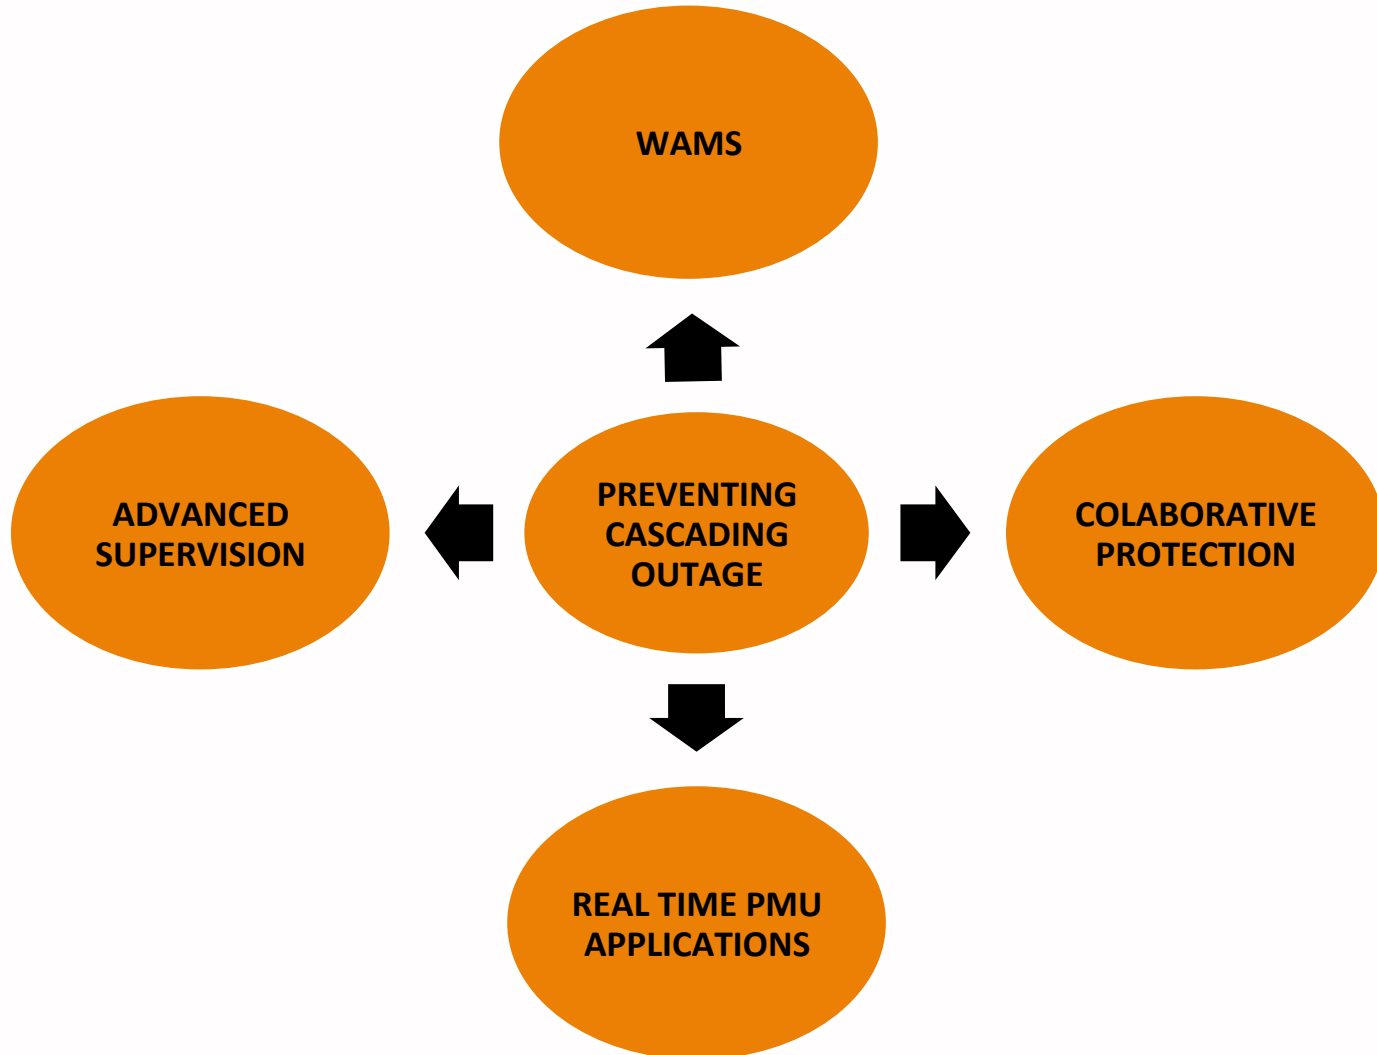 WAMS
ADVANCED
SUPERVISION
PREVENTING
CASCADING
OUTAGE
COLABORATIVE
PROTECTION
REAL TIME PMU
APPLICATIONS